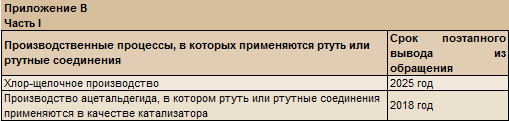 Приложение B
Часть I
Производственные процессы, в которых применяются ртуть или
ртутные соединения
Срок поэтапного
вывода из
обращения
Хлор-щелочное производство
2025 год
Производство ацетальдегида, в котором ртуть или ртутные соединения
применяются в качестве катализатора
2018 год